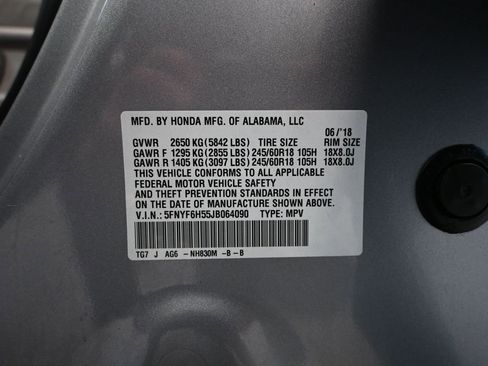 MFD. BY HONDA MFG. OF ALABAMA, LLC
06 /'18
GVWR 2650 KG(5842 LBS) TIRE SIZE RIM SIZE
GAWR F 1295 KG(2855 LBS) 245/60R18 105H 18X8.0J
GAWR R 1405 KG(3097 LBS) 245/60R18 105H 18X8.0J
THIS VEHICLE CONFORMS TO ALL APPLICABLE
FEDERAL MOTOR VEHICLE SAFETY
AND THEFT PREVENTION STANDARDS IN EFFECT
ON THE DATE OF MANUFACTURE SHOWN ABOVE.
V.I.N.: 5FNYF6H55JB064090 TYPE: MPV
TG7 J AG6 -NH830M -B -B